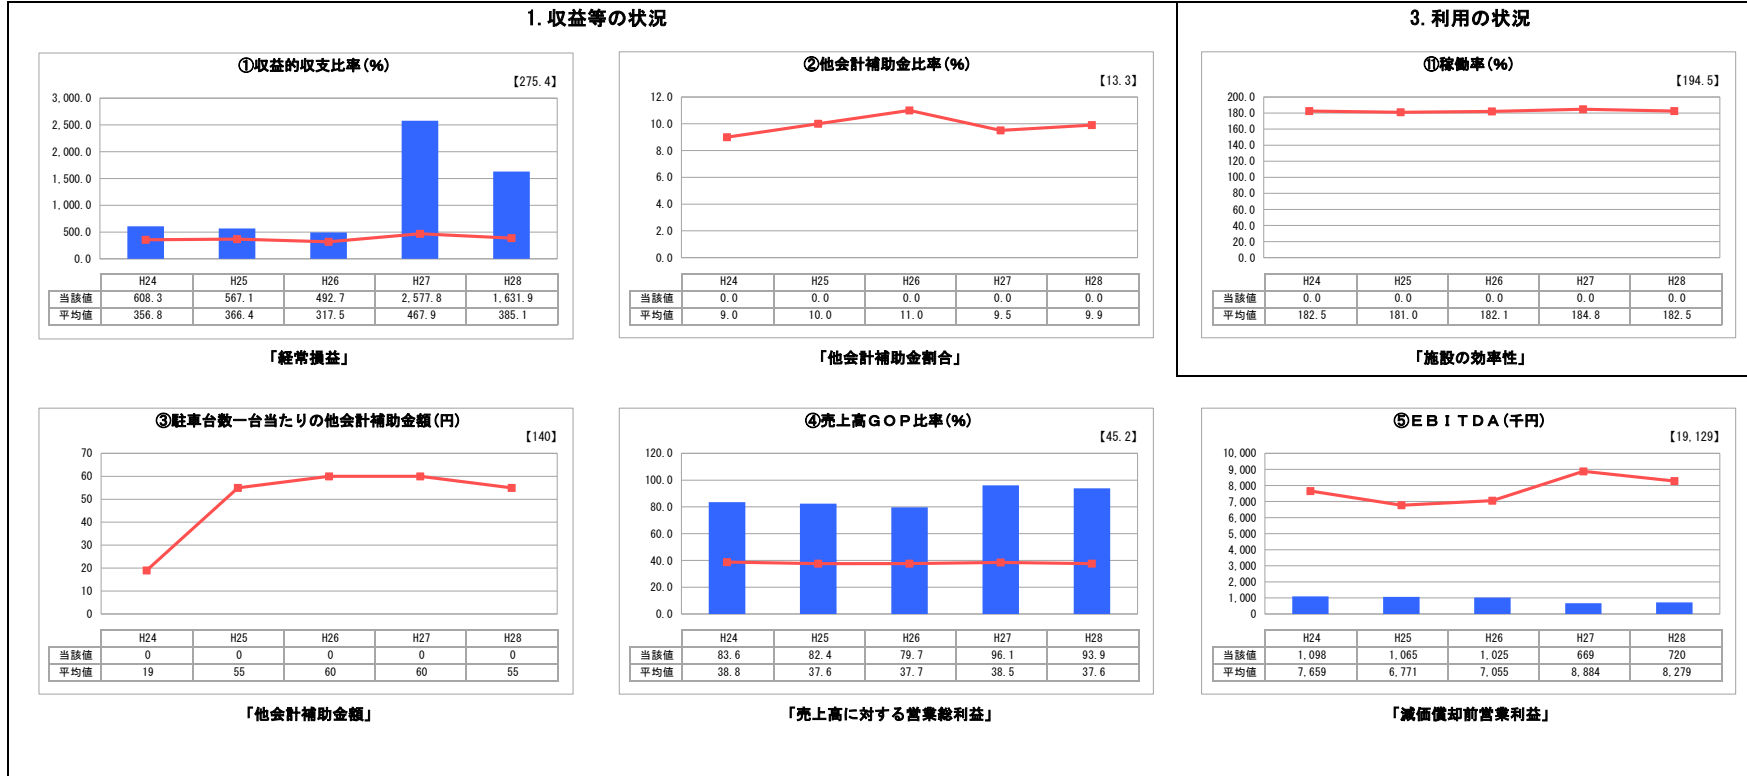 1. 収益等の状況
3. 利用の状況
①収益的収支比率(%)
【275.4】
3,000.0
2,500.0
2,000.0
1,500.0
1,000.0
500.0
0.0
H24 H25 H26 H27 H28
当該値 608.3 567.1 492.7 2,577.8 1,631.9
平均値 356.8 366.4 317.5 467.9 385.1
「経常損益」
②他会計補助金比率(%)
【13.3】
12.0
10.0
8.0
6.0
4.0
2.0
0.0
H24 H25 H26 H27 H28
当該値 0.0 0.0 0.0 0.0 0.0
平均値 9.0 10.0 11.0 9.5 9.9
「他会計補助金割合」
⑪稼働率(%)
【194.5】
200.0
180.0
160.0
140.0
120.0
100.0
80.0
60.0
40.0
20.0
0.0
H24 H25 H26 H27 H28
当該値 0.0 0.0 0.0 0.0 0.0
平均値 182.5 181.0 182.1 184.8 182.5
「施設の効率性」
③駐車台数一台当たりの他会計補助金額(円)
【140】
70
60
50
40
30
20
10
0
H24 H25 H26 H27 H28
当該値 0 0 0 0 0
平均値 19 55 60 60 55
「他会計補助金額」
④売上高GOP比率(%)
【45.2】
120.0
100.0
80.0
60.0
40.0
20.0
0.0
H24 H25 H26 H27 H28
当該値 83.6 82.4 79.7 96.1 93.9
平均値 38.8 37.6 37.7 38.5 37.6
「売上高に対する営業総利益」
⑤EBITDA(千円)
【19,129】
10,000
9,000
8,000
7,000
6,000
5,000
4,000
3,000
2,000
1,000
0
H24 H25 H26 H27 H28
当該値 1,098 1,065 1,025 669 720
平均値 7,659 6,771 7,055 8,884 8,279
「減価償却前営業利益」